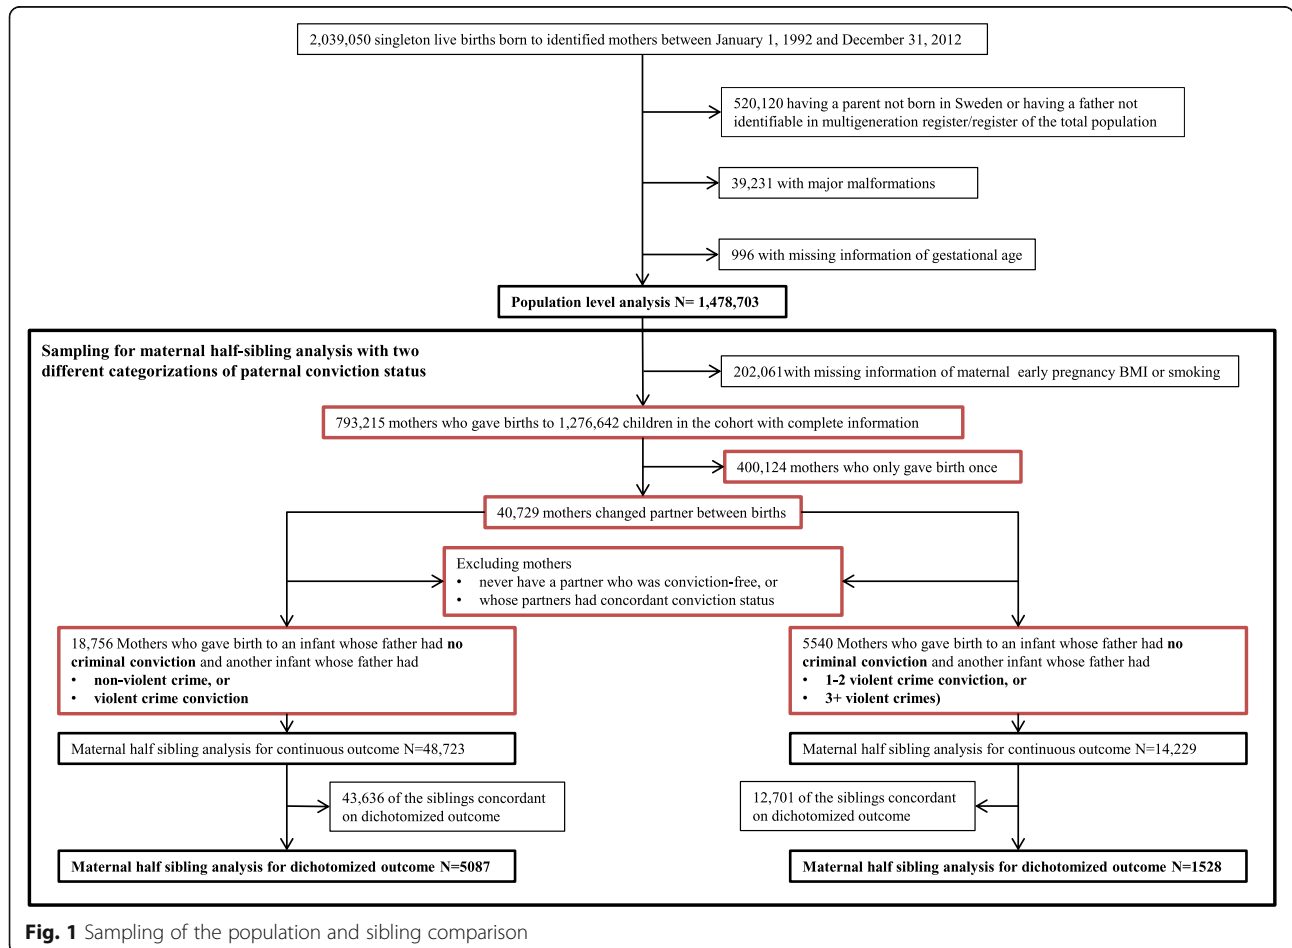 2,039,050 singleton live births born to identified mothers between January 1, 1992 and December 31, 2012
520,120 having a parent not born in Sweden or having a father not
identifiable in multigeneration register/register of the total population
39,231 with major malformations
996 with missing information of gestational age
Population level analysis N= 1,478,703
Sampling for maternal half-sibling analysis with two
different categorizations of paternal conviction status
202,061with missing information of maternal early pregnancy BMI or smoking
793,215 mothers who gave births to 1,276,642 children in the cohort with complete information
400,124 mothers who only gave birth once
40,729 mothers changed partner between births
Excluding mothers
• never have a partner who was conviction-free, or
• whose partners had concordant conviction status
18,756 Mothers who gave birth to an infant whose father had no
criminal conviction and another infant whose father had
• non-violent crime, or
• violent crime conviction
5540 Mothers who gave birth to an infant whose father had no
criminal conviction and another infant whose father had
• 1-2 violent crime conviction, or
• 3+ violent crimes)
Maternal half sibling analysis for continuous outcome N=48,723
Maternal half sibling analysis for continuous outcome N=14,229
43,636 of the siblings concordant
on dichotomized outcome
12,701 of the siblings concordant
on dichotomized outcome
Maternal half sibling analysis for dichotomized outcome N=5087
Maternal half sibling analysis for dichotomized outcome N=1528
Fig. 1 Sampling of the population and sibling comparison